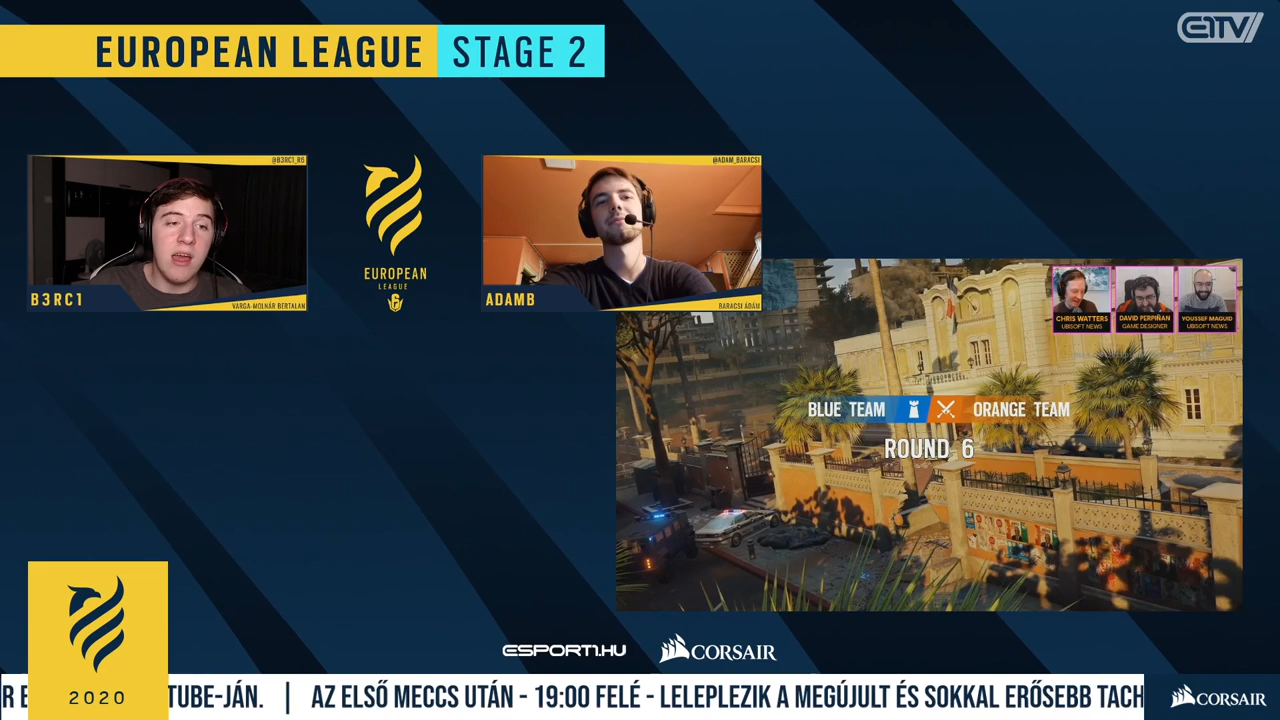 EUROPEAN LEAGUE STAGE 2
EATV
@B3RC1_R6
B3RC1
VARGA-MOLNÁR BERTALAN
EUROPEAN
LEAGUE
@ADAM_BARACSI
ADAMB
BARACSI ÁDÁM
CHRIS WATTERS
UBISOFT NEWS
DAVID PERPIÑAN
GAME DESIGNER
YOUSSEF MAGUID
UBISOFT NEWS
BLUE TEAM ORANGE TEAM
ROUND 6
ESPORT1.HU CORSAIR
2020
TUBE-JÁN. | AZ ELSŐ MECCS UTÁN - 19:00 FELÉ - LELEPLEZIK A MEGÚJULT ÉS SOKKAL ERŐSEBB TACH
CORSAIR